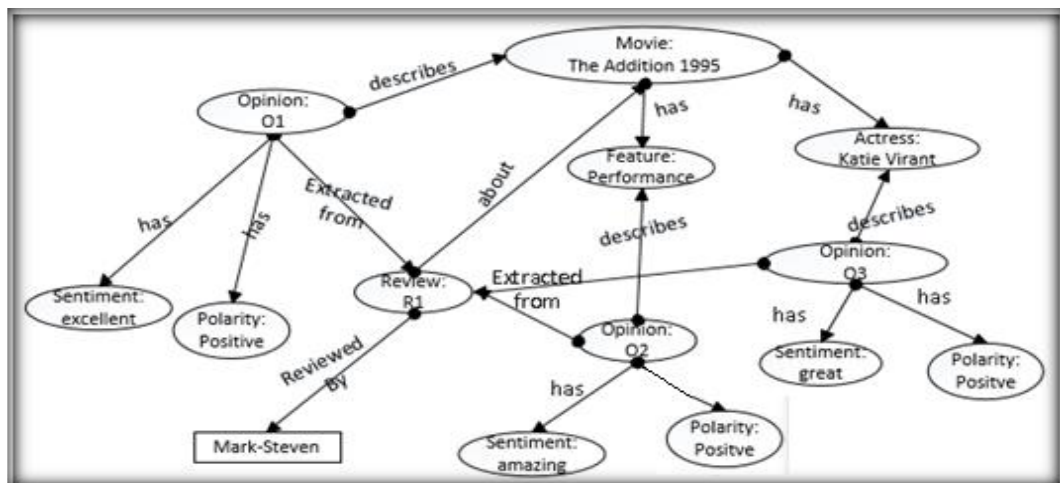 Movie:
The Addition 1995
describes
Opinion:
O1
has
has
Actress:
Katie Virant
Feature:
Performance
Extracted
from
about
has
has
describes
describes
Opinion:
O3
Review:
R1
Extracted
from
Sentiment:
excellent
Polarity:
Positive
Opinion:
O2
has
has
Sentiment:
great
Polarity:
Positve
Reviewed
By
has
Mark-Steven
Sentiment:
amazing
Polarity:
Positve